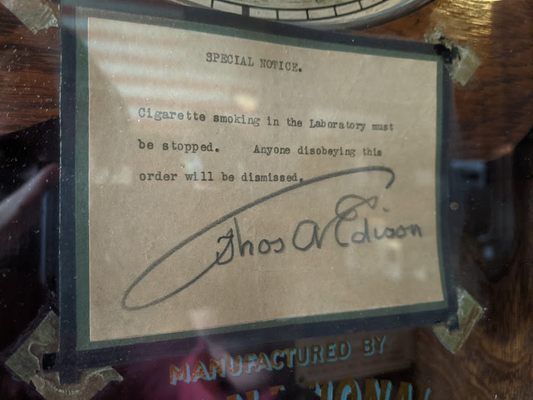 SPECIAL NOTICE.
Cigarette smoking in the Laboratory must
be stopped. Anyone disobeying this
order will be dismissed.
Thos A Edison
MANUFACTURED BY